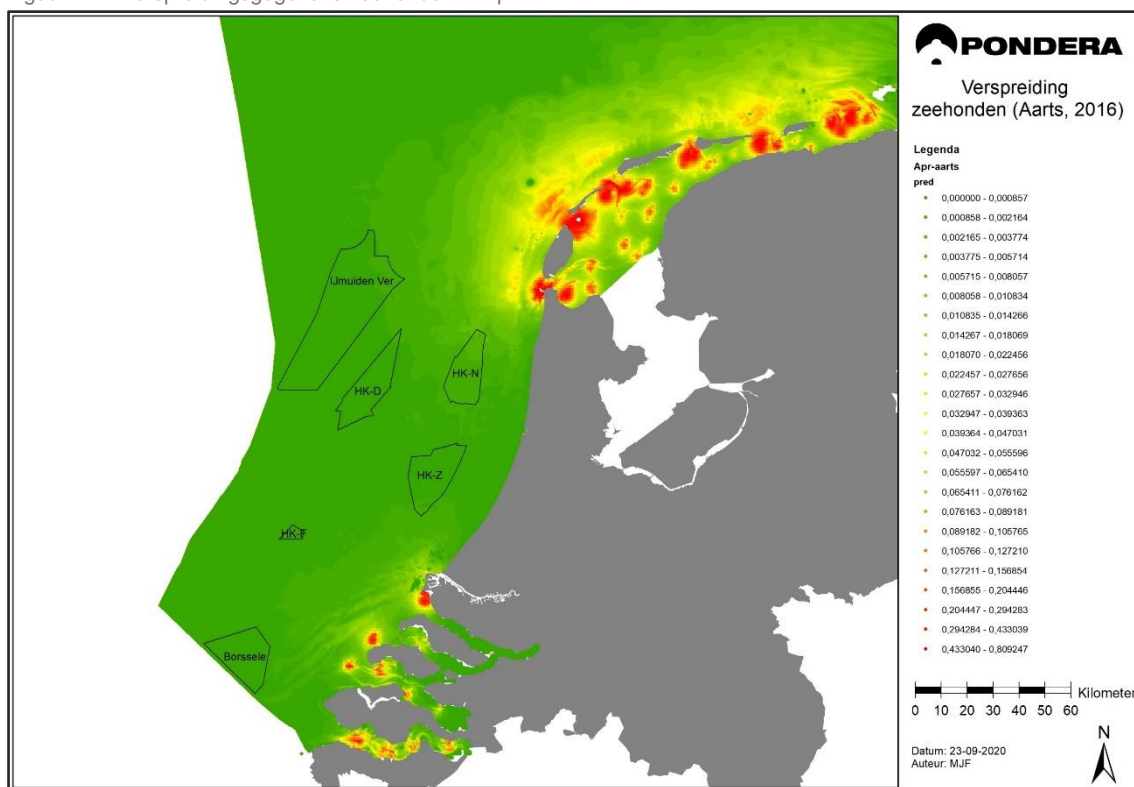 PONDERA
Verspreiding
zeehonden (Aarts, 2016)
Legenda
Apr-aarts
pred
0,000000 - 0,000857
0,000858 - 0,002164
0,002165 - 0,003774
0,003775 - 0,005714
0,005715 - 0,008057
0,008058 - 0,010834
0,010835 - 0,014266
0,014267 - 0,018069
0,018070 - 0,022456
0,022457 - 0,027656
0,027657 - 0,032946
0,032947 - 0,039363
0,039364 - 0,047031
0,047032 - 0,055596
0,055597 - 0,065410
0,065411 - 0,076162
0,076163 - 0,089181
0,089182 - 0,105765
0,105766 - 0,127210
0,127211 - 0,156854
0,156855 - 0,204446
0,204447 - 0,294283
0,294284 - 0,433039
0,433040 - 0,809247
Kilometer
0 10 20 30 40 50 60
N
Datum: 23-09-2020
Auteur: MJF
IJmuiden Ver
HK-D
HK-N
HK-Z
HK-F
Borssele